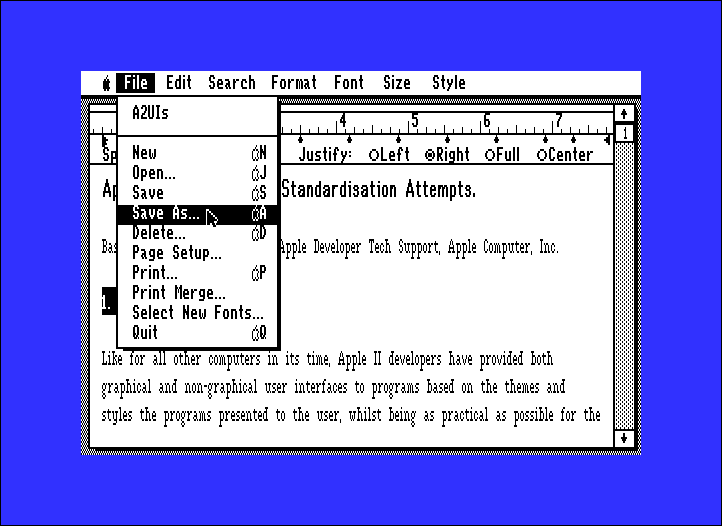 File Edit Search Format Font Size Style
A2UIs
4 5 6 7
1
New N
Open... J
Save S
Save As... A
Delete... D
Page Setup...
Print... P
Print Merge...
Select New Fonts...
Quit Q
Sp Justify: Left Right Full Center
Ap Standardisation Attempts.
Bas Apple Developer Tech Support, Apple Computer, Inc.
1.
Like for all other computers in its time, Apple II developers have provided both
graphical and non-graphical user interfaces to programs based on the themes and
styles the programs presented to the user, whilst being as practical as possible for the